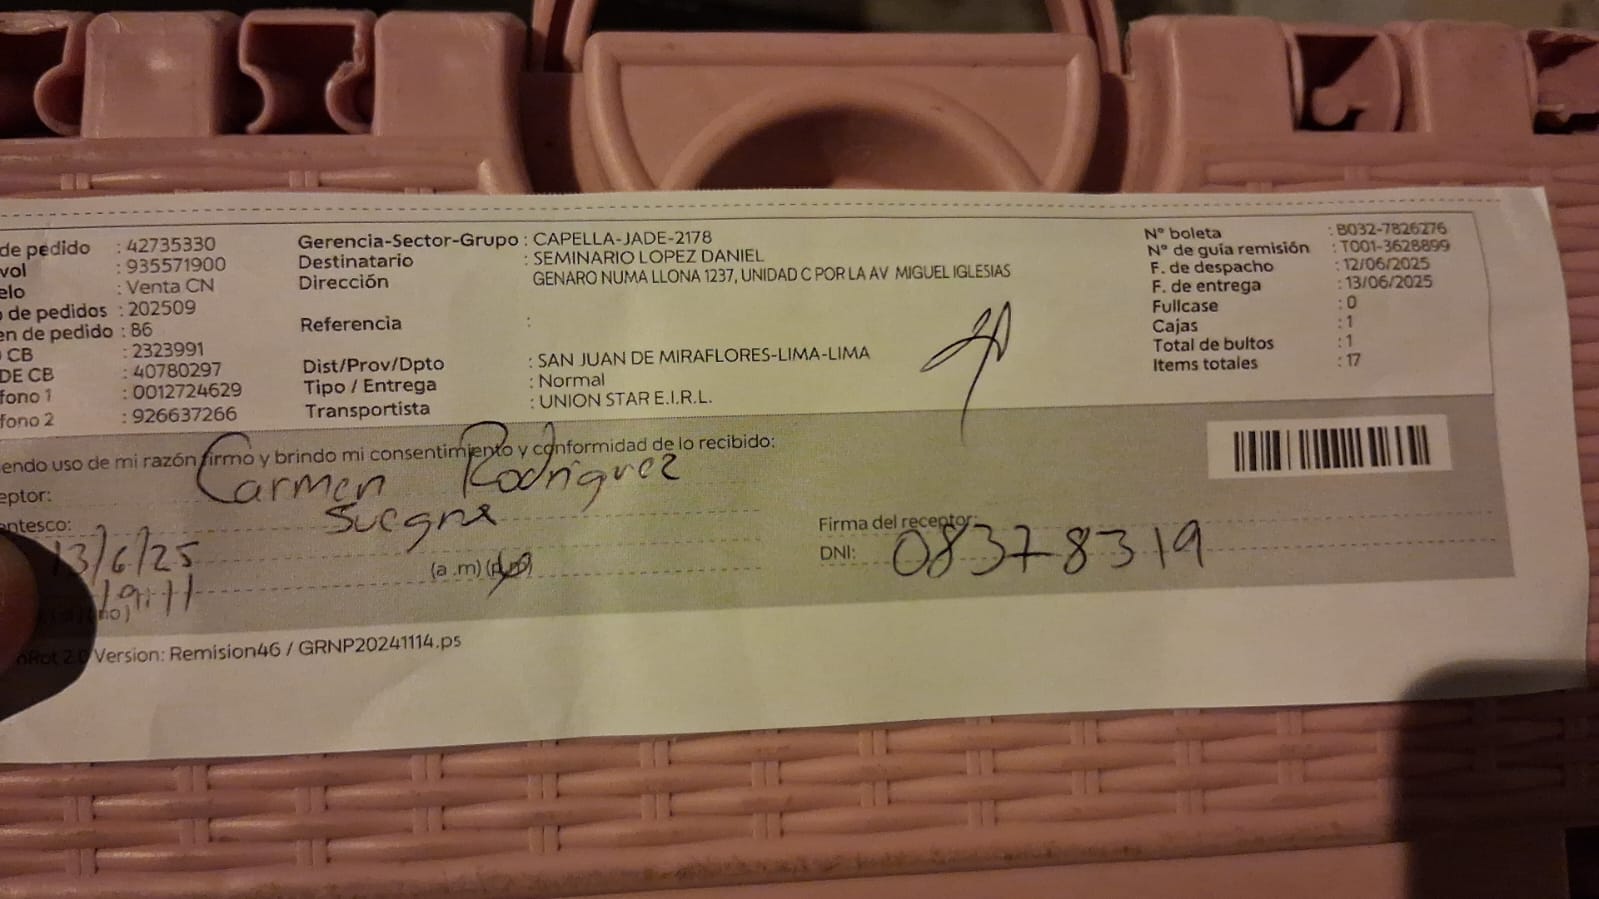 de pedido : 42735330
vol : 935571900
elo : Venta CN
de pedidos : 202509
en de pedido : 86
CB : 2323991
DE CB : 40780297
fono 1 : 0012724629
fono 2 : 926637266
Gerencia-Sector-Grupo : CAPELLA-JADE-2178
Destinatario : SEMINARIO LOPEZ DANIEL
Dirección GENARO NUMA LLONA 1237, UNIDAD C POR LA AV MIGUEL IGLESIAS
Referencia :
Dist/Prov/Dpto : SAN JUAN DE MIRAFLORES-LIMA-LIMA
Tipo / Entrega : Normal
Transportista : UNION STAR E.I.R.L.
N° boleta : B032-7826276
N° de guía remisión : T001-3628899
F. de despacho : 12/06/2025
F. de entrega : 13/06/2025
Fullcase : 0
Cajas : 1
Total de bultos : 1
Items totales : 17
endo uso de mi razón firmo y brindo mi consentimiento y conformidad de lo recibido:
eptor: Carmen Rodriguez
entesco: Suegra
13/6/25
19:11
(a .m) (p.m)
no)
Firma del receptor:
DNI: 08378319
2.0 Version: Remision46 / GRNP20241114.ps